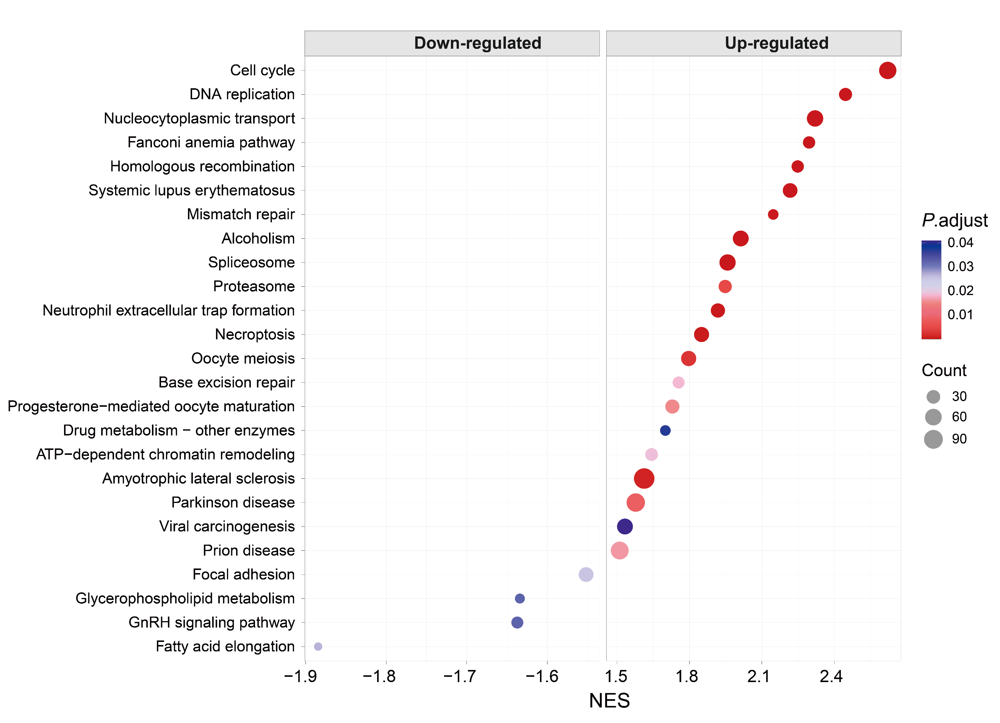 Down-regulated
Up-regulated
Cell cycle
DNA replication
Nucleocytoplasmic transport
Fanconi anemia pathway
Homologous recombination
Systemic lupus erythematosus
Mismatch repair
Alcoholism
Spliceosome
Proteasome
Neutrophil extracellular trap formation
Necroptosis
Oocyte meiosis
Base excision repair
Progesterone−mediated oocyte maturation
Drug metabolism − other enzymes
ATP−dependent chromatin remodeling
Amyotrophic lateral sclerosis
Parkinson disease
Viral carcinogenesis
Prion disease
Focal adhesion
Glycerophospholipid metabolism
GnRH signaling pathway
Fatty acid elongation
−1.9 −1.8 −1.7 −1.6 1.5 1.8 2.1 2.4
NES
P.adjust
0.04
0.03
0.02
0.01
Count
30
60
90